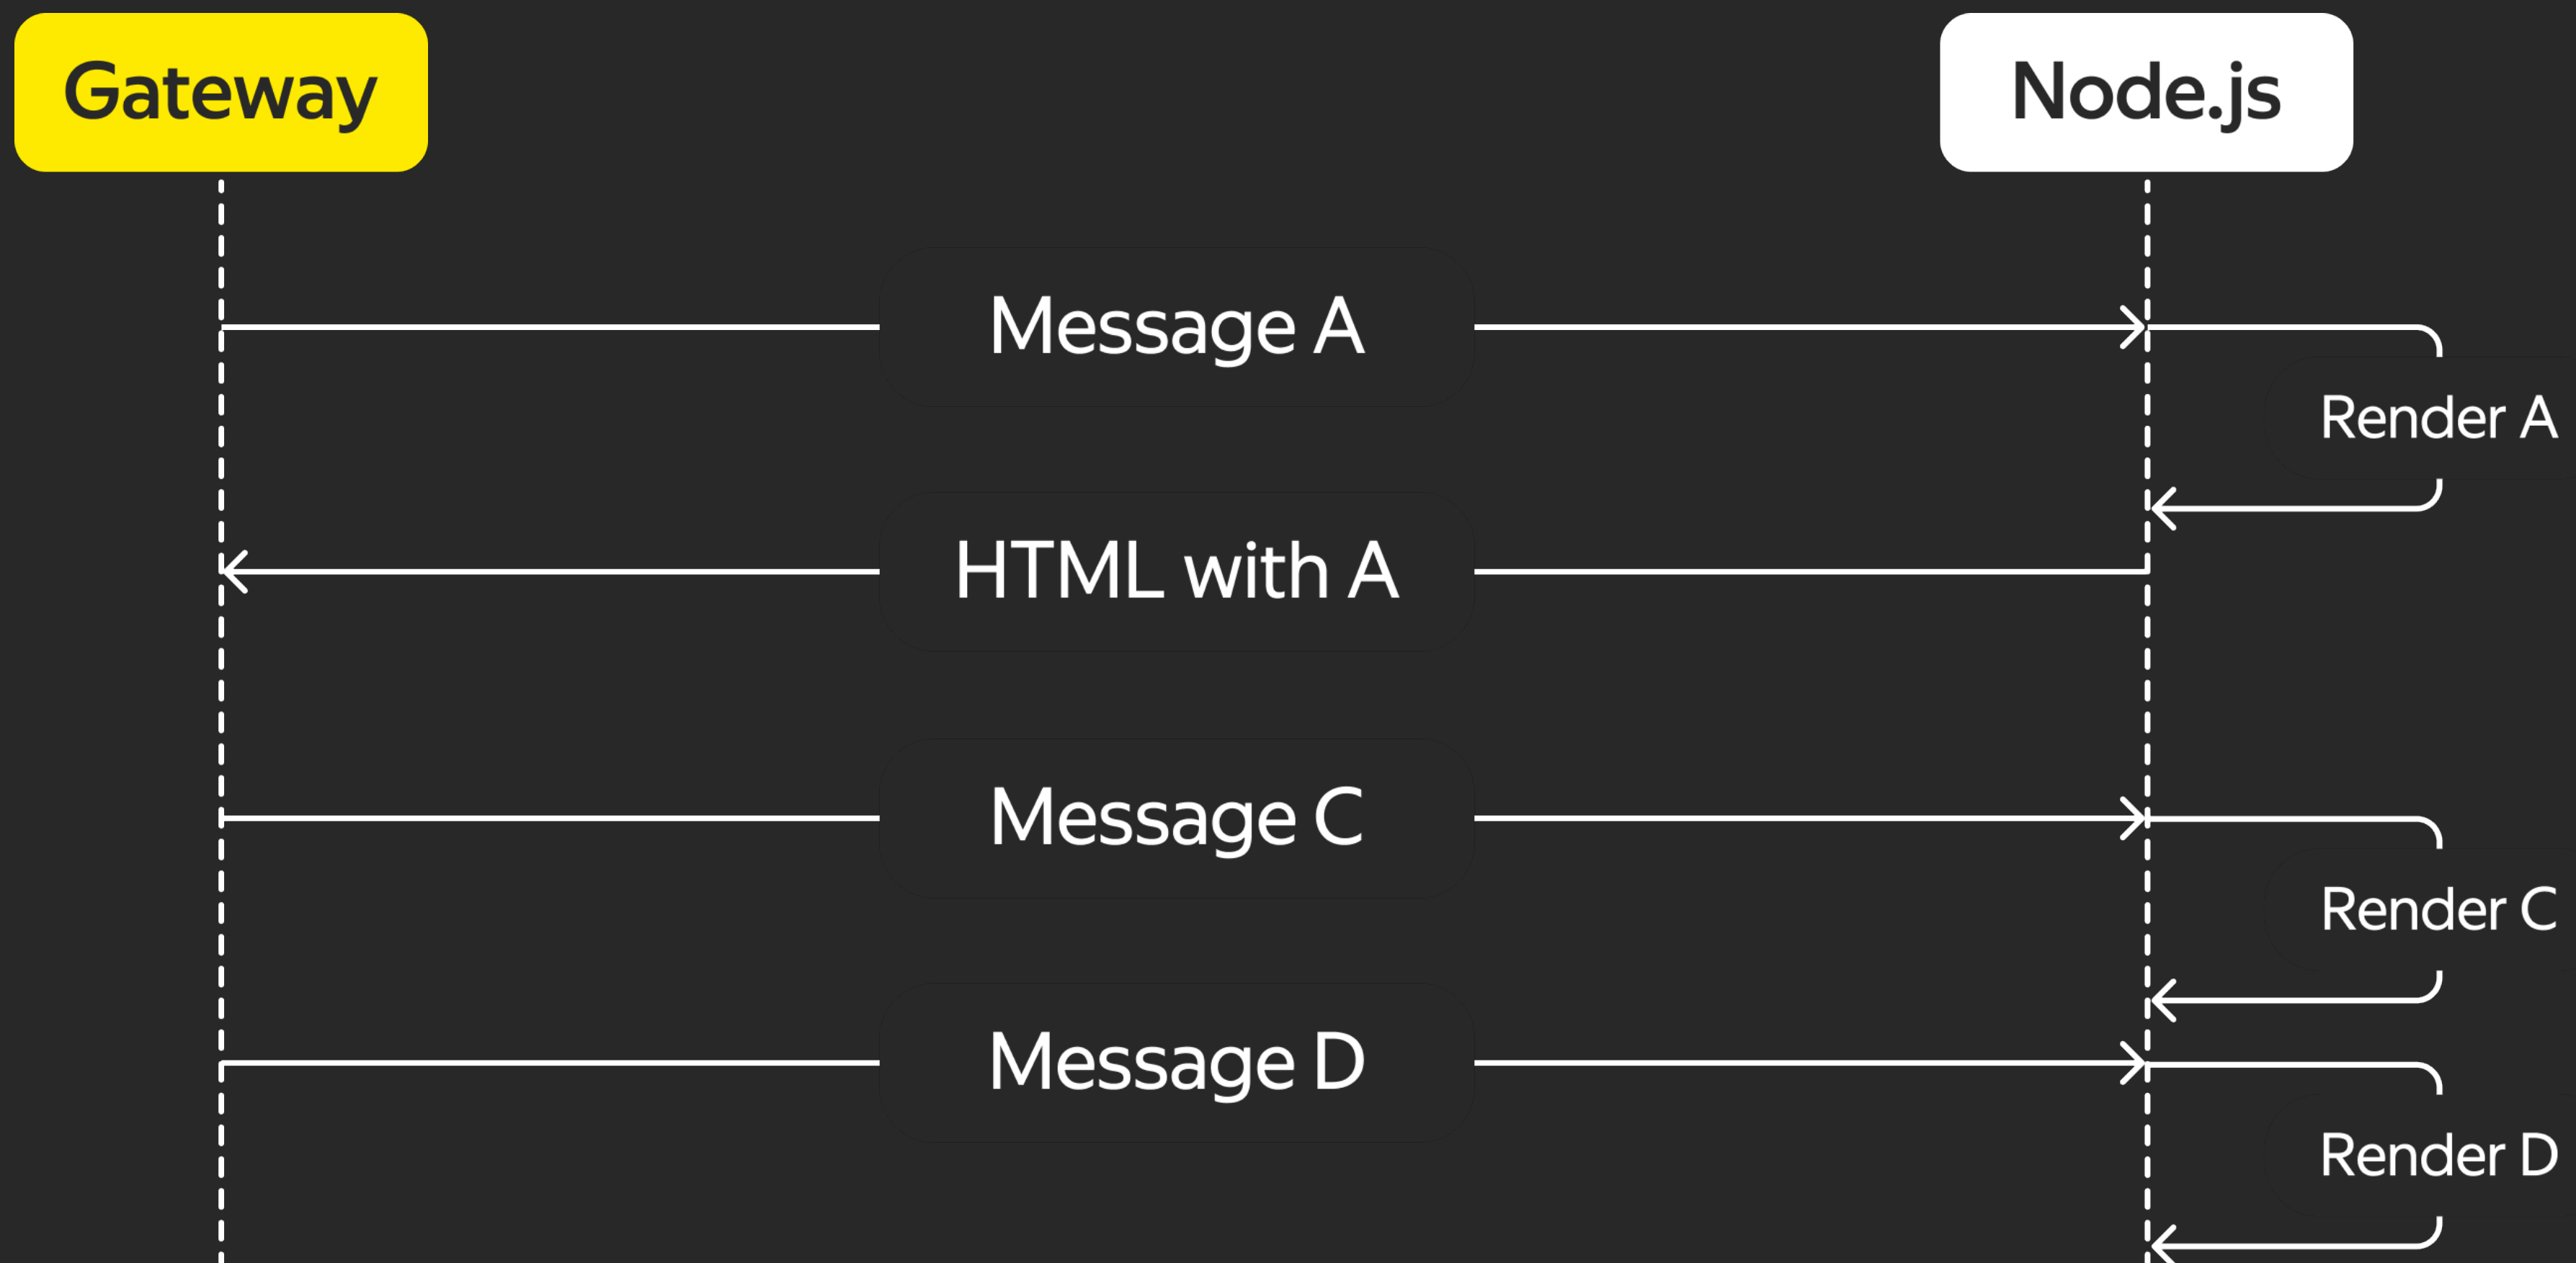 Gateway
Node.js
Message A
Render A
HTML with A
Message C
Render C
Message D
Render D